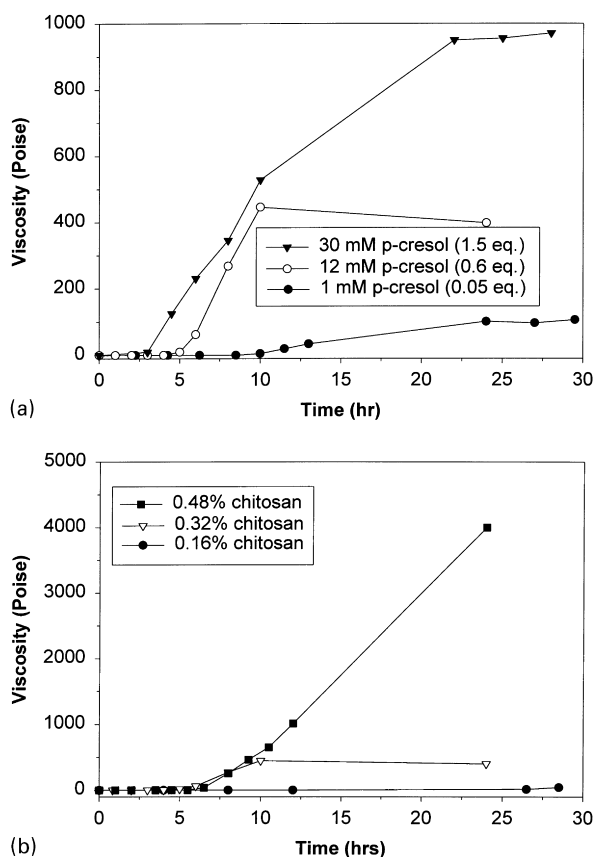 1000
800
600
400
200
0
Viscosity (Poise)
30 mM p-cresol (1.5 eq.)
12 mM p-cresol (0.6 eq.)
1 mM p-cresol (0.05 eq.)
0 5 10 15 20 25 30
Time (hr)
(a)
5000
4000
3000
2000
1000
0
Viscosity (Poise)
0.48% chitosan
0.32% chitosan
0.16% chitosan
0 5 10 15 20 25 30
Time (hrs)
(b)